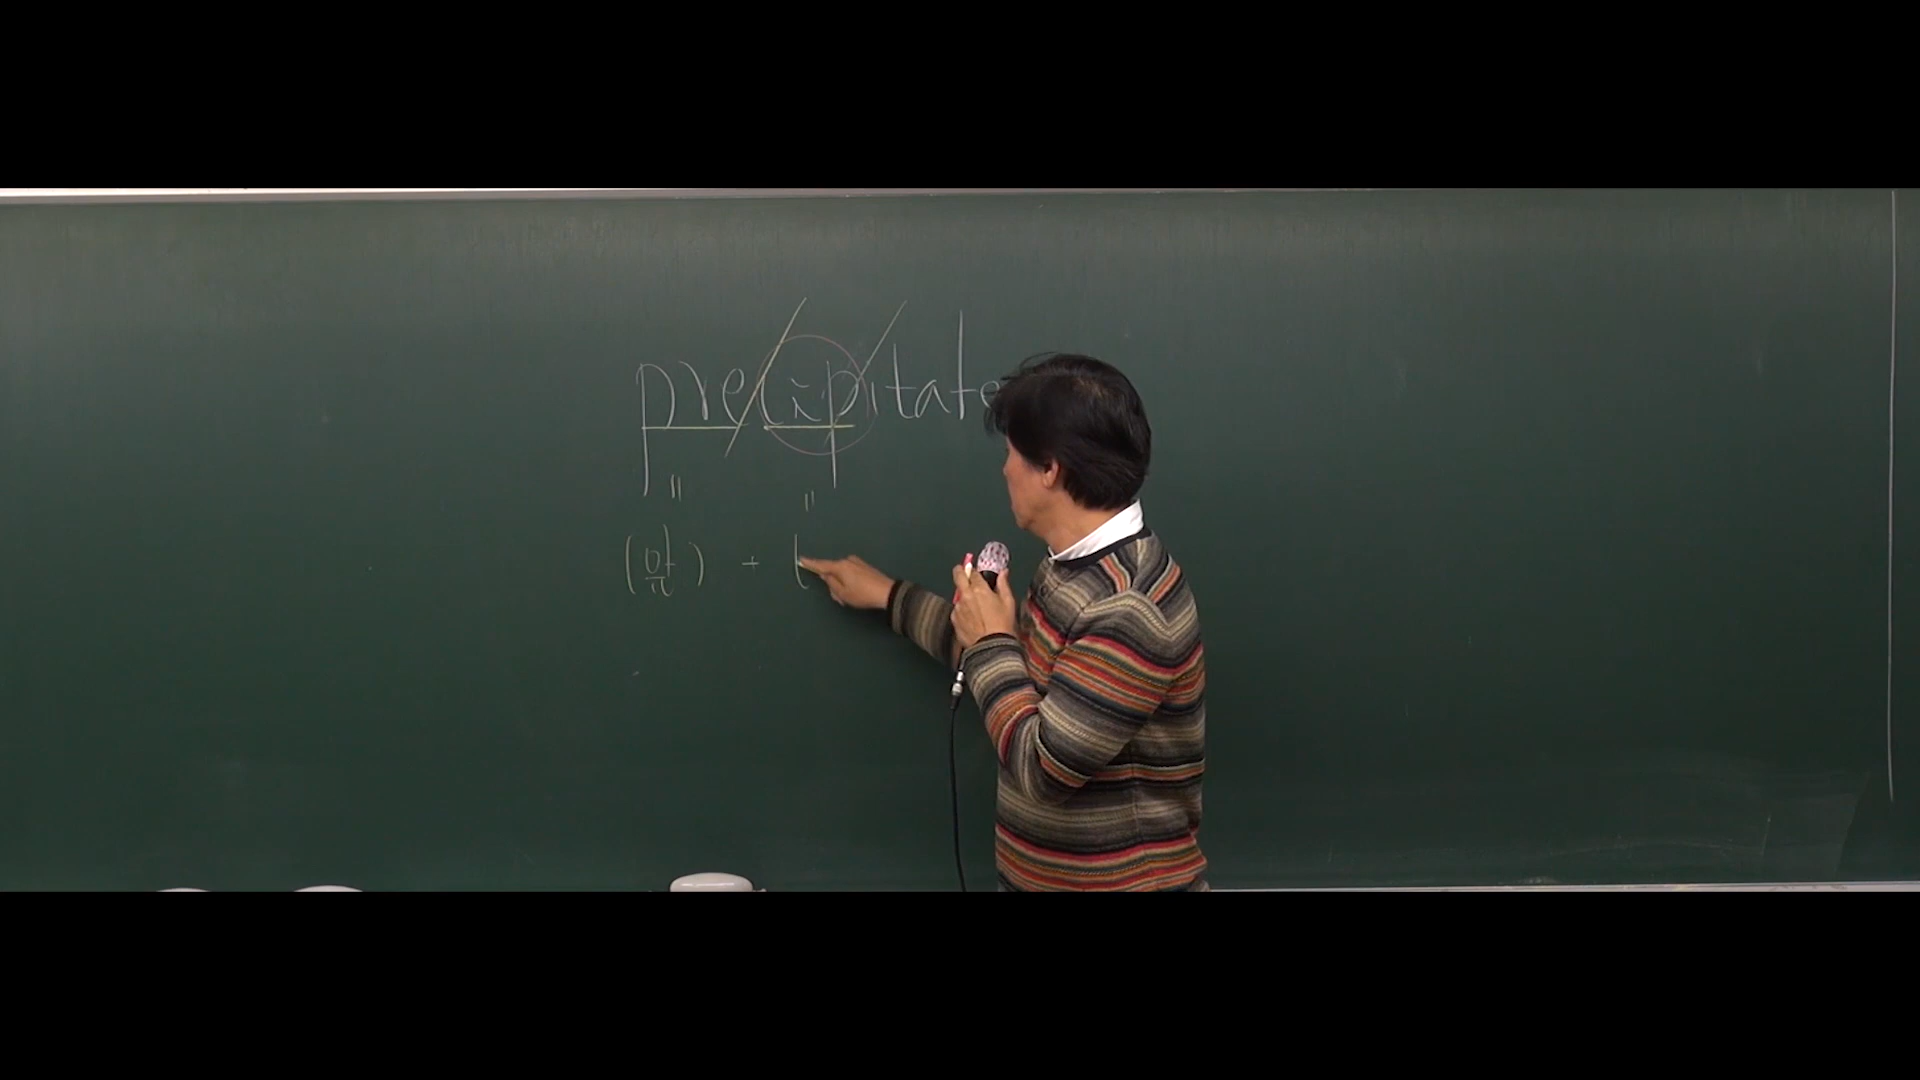 precipitate
" "
(앞) + (